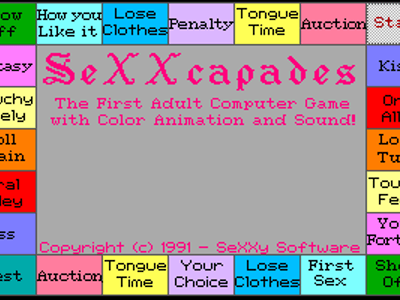 How you
Like it
Lose
Clothes
Penalty
Tongue
Time
Auction
SeXXcapades
The First Adult Computer Game
with Color Animation and Sound!
Copyright (c) 1991 - SeXXy Software
Auction
Tongue
Time
Your
Choice
Lose
Clothes
First
Sex